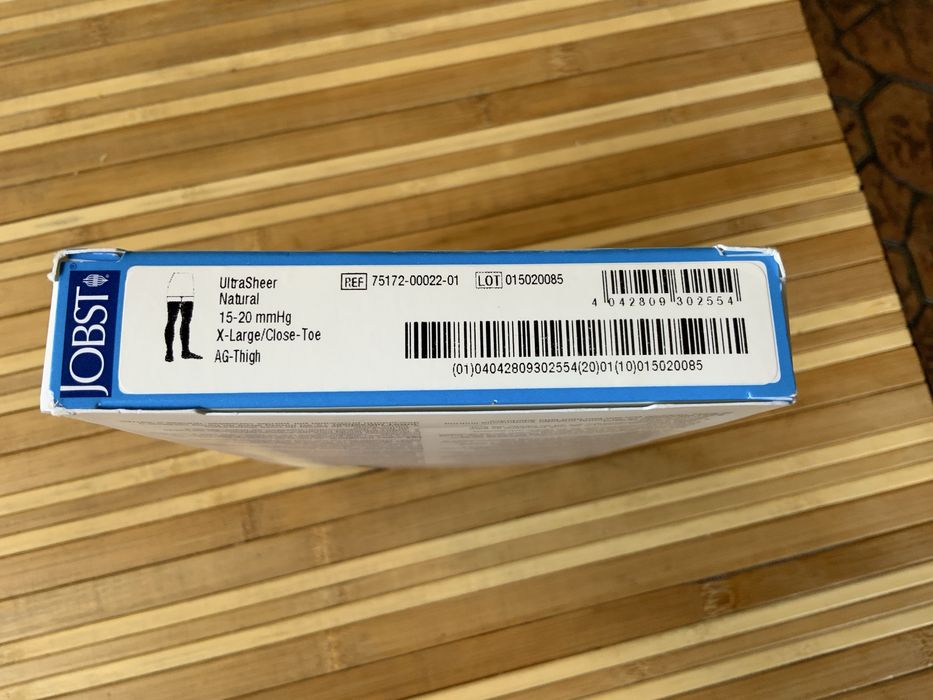 JOBST
UltraSheer
Natural
15-20 mmHg
X-Large/Close-Toe
AG-Thigh
REF 75172-00022-01 LOT 015020085
4 042809 302554
(01)04042809302554(20)01(10)015020085